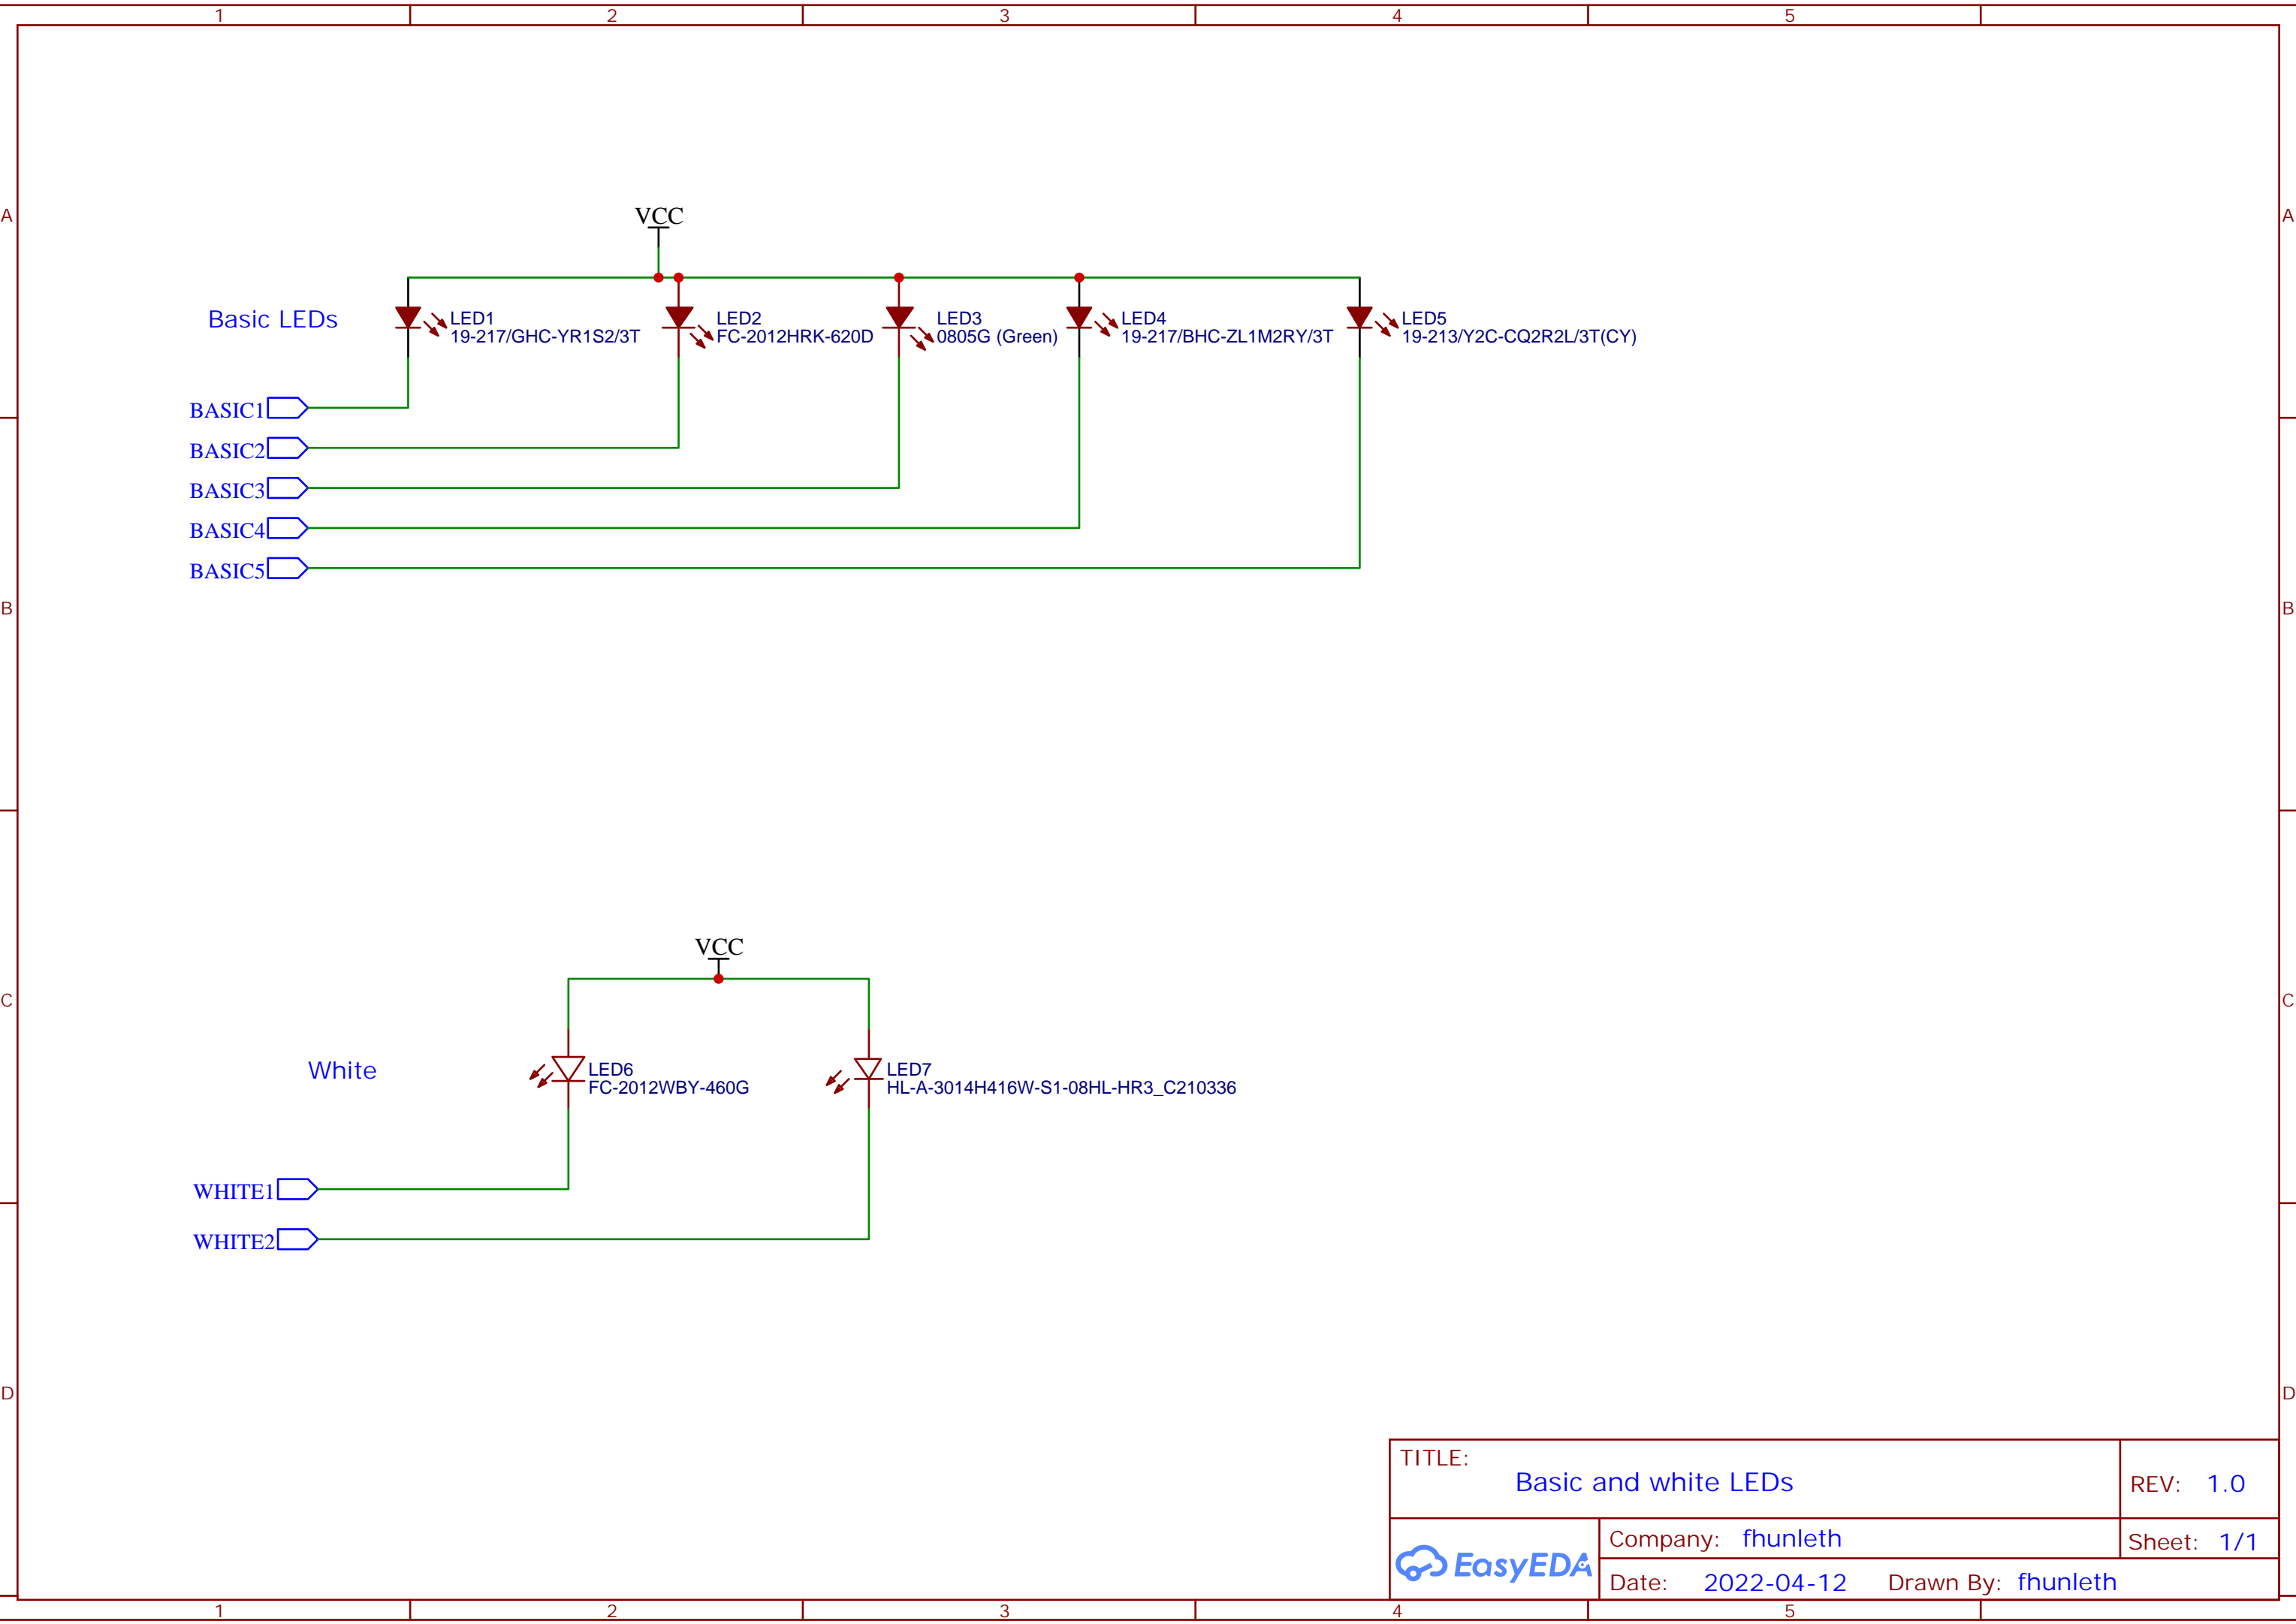 1 2 3 4 5
A A
VCC
Basic LEDs
LED1
19-217/GHC-YR1S2/3T
LED2
FC-2012HRK-620D
LED3
0805G (Green)
LED4
19-217/BHC-ZL1M2RY/3T
LED5
19-213/Y2C-CQ2R2L/3T(CY)
BASIC1
BASIC2
BASIC3
BASIC4
BASIC5
B B
VCC
C C
White
LED6
FC-2012WBY-460G
LED7
HL-A-3014H416W-S1-08HL-HR3_C210336
WHITE1
WHITE2
D D
TITLE:
Basic and white LEDs
REV: 1.0
EasyEDA
Company: fhunleth
Sheet: 1/1
Date: 2022-04-12 Drawn By: fhunleth
1 2 3 4 5